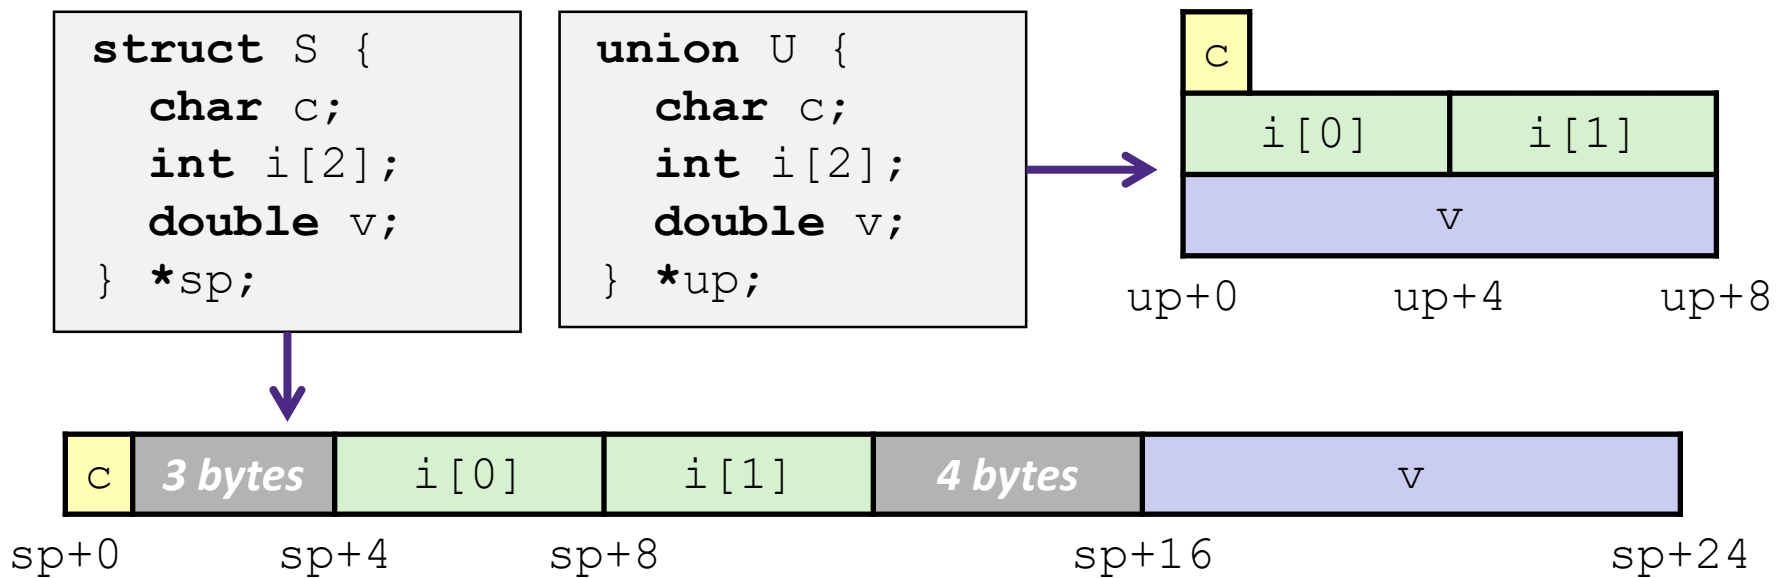 struct S {
char c;
int i[2];
double v;
} *sp;
union U {
char c;
int i[2];
double v;
} *up;
c
i[0] i[1]
v
up+0 up+4 up+8
c 3 bytes i[0] i[1] 4 bytes v
sp+0 sp+4 sp+8 sp+16 sp+24